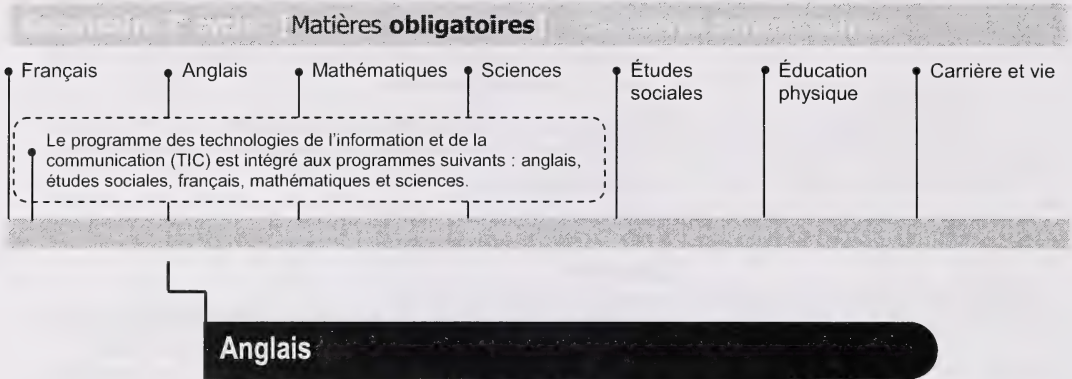 Matières obligatoires
Français
Anglais
Mathématiques
Sciences
Études
sociales
Éducation
physique
Carrière et vie
Le programme des technologies de l'information et de la
communication (TIC) est intégré aux programmes suivants : anglais,
études sociales, français, mathématiques et sciences.
Anglais